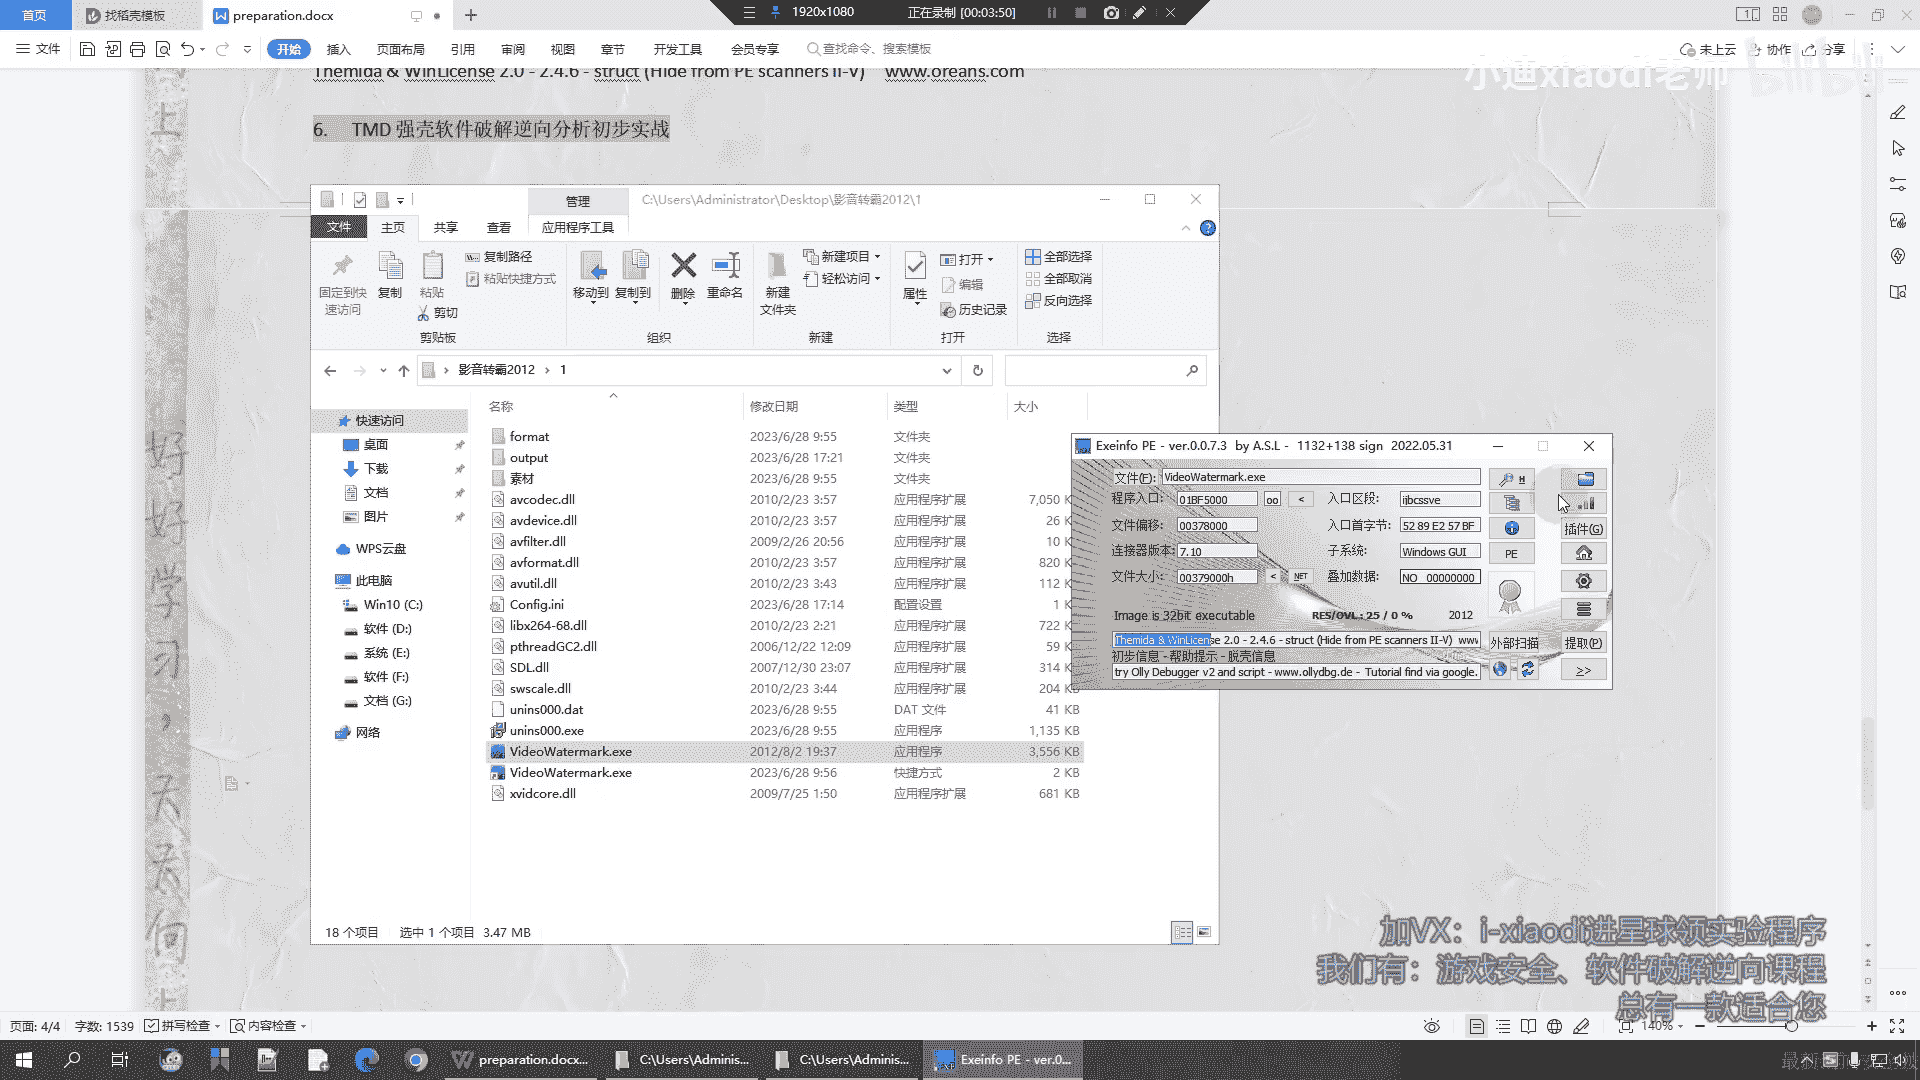 首页
找稻壳模板
preparation.docx
1920x1080
正在录制 [00:03:50]
文件
开始
插入
页面布局
引用
审阅
视图
章节
开发工具
会员专享
查找命令、搜索模板
未上云
协作
分享
小迪xiaodi老师
bilibili
Themida & WinLicense 2.0 - 2.4.6 - struct (Hide from PE scanners II-V) www.oreans.com
6. TMD 强壳软件破解逆向分析初步实战
管理
C:\Users\Administrator\Desktop\影音转霸2012\1
文件
主页
共享
查看
应用程序工具
固定到快速访问
复制
粘贴
复制路径
粘贴快捷方式
剪切
移动到
复制到
删除
重命名
新建文件夹
新建项目
轻松访问
属性
打开
编辑
历史记录
全部选择
全部取消
反向选择
剪贴板
组织
新建
打开
选择
影音转霸2012 › 1
名称 修改日期 类型 大小
快速访问
桌面
下载
文档
图片
WPS云盘
此电脑
Win10 (C:)
软件 (D:)
系统 (E:)
软件 (F:)
文档 (G:)
网络
format 2023/6/28 9:55 文件夹
output 2023/6/28 17:21 文件夹
素材 2023/6/28 9:55 文件夹
avcodec.dll 2010/2/23 3:57 应用程序扩展 7,050 K
avdevice.dll 2010/2/23 3:57 应用程序扩展 26 K
avfilter.dll 2009/2/26 20:56 应用程序扩展 10 K
avformat.dll 2010/2/23 3:57 应用程序扩展 820 K
avutil.dll 2010/2/23 3:43 应用程序扩展 112 K
Config.ini 2023/6/28 17:14 配置设置 1 K
libx264-68.dll 2010/2/23 2:21 应用程序扩展 722 K
pthreadGC2.dll 2006/12/22 12:09 应用程序扩展 59 K
SDL.dll 2007/12/30 23:07 应用程序扩展 314 K
swscale.dll 2010/2/23 3:44 应用程序扩展 204 KB
unins000.dat 2023/6/28 9:55 DAT 文件 41 KB
unins000.exe 2023/6/28 9:55 应用程序 1,135 KB
VideoWatermark.exe 2012/8/2 19:37 应用程序 3,556 KB
VideoWatermark.exe 2023/6/28 9:56 快捷方式 2 KB
xvidcore.dll 2009/7/25 1:50 应用程序扩展 681 KB
18 个项目 选中 1 个项目 3.47 MB
Exeinfo PE - ver.0.0.7.3 by A.S.L - 1132+138 sign 2022.05.31
文件(F): VideoWatermark.exe
H
程序入口: 01BF5000 oo < 入口区段: ijbcssve
文件偏移: 00378000 入口首字节: 52 89 E2 57 BF
插件(G)
连接器版本: 7.10 子系统: Windows GUI
PE
文件大小: 00379000h < NET 叠加数据: NO 00000000
Image is 32bit executable RES/OVL : 25 / 0 % 2012
Themida & WinLicense 2.0 - 2.4.6 - struct (Hide from PE scanners II-V) www
外部扫描
提取(P)
初步信息 - 帮助提示 - 脱壳信息
try Olly Debugger v2 and script - www.ollydbg.de - Tutorial find via google.
>>
加VX：i-xiaodi进星球领实验程序
我们有：游戏安全、软件破解逆向课程
总有一款适合您
页面: 4/4 字数: 1539 拼写检查 内容检查
140%
preparation.docx...
C:\Users\Adminis...
C:\Users\Adminis...
Exeinfo PE - ver.0...